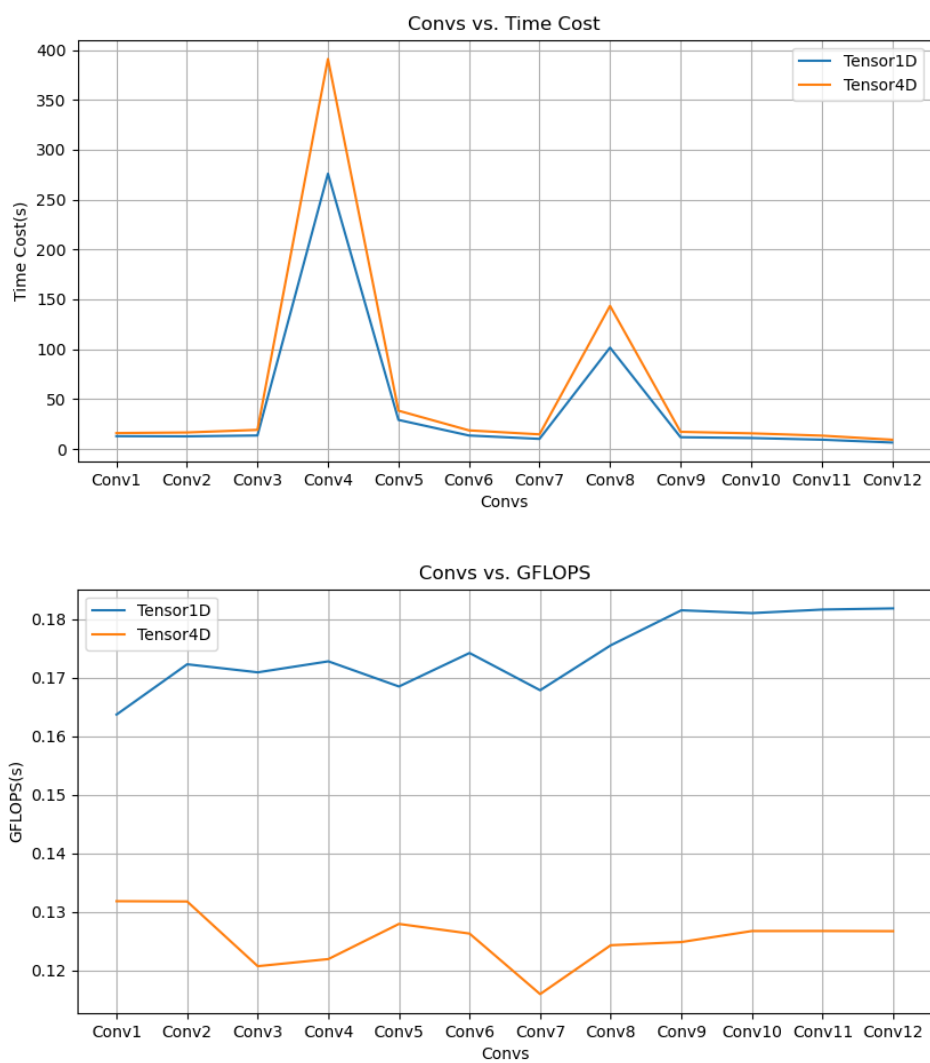 Convs vs. Time Cost
400
350
300
250
200
150
100
50
0
Time Cost(s)
Tensor1D
Tensor4D
Conv1 Conv2 Conv3 Conv4 Conv5 Conv6 Conv7 Conv8 Conv9 Conv10 Conv11 Conv12
Convs
Convs vs. GFLOPS
Tensor1D
Tensor4D
0.18
0.17
0.16
0.15
0.14
0.13
0.12
GFLOPS(s)
Conv1 Conv2 Conv3 Conv4 Conv5 Conv6 Conv7 Conv8 Conv9 Conv10 Conv11 Conv12
Convs